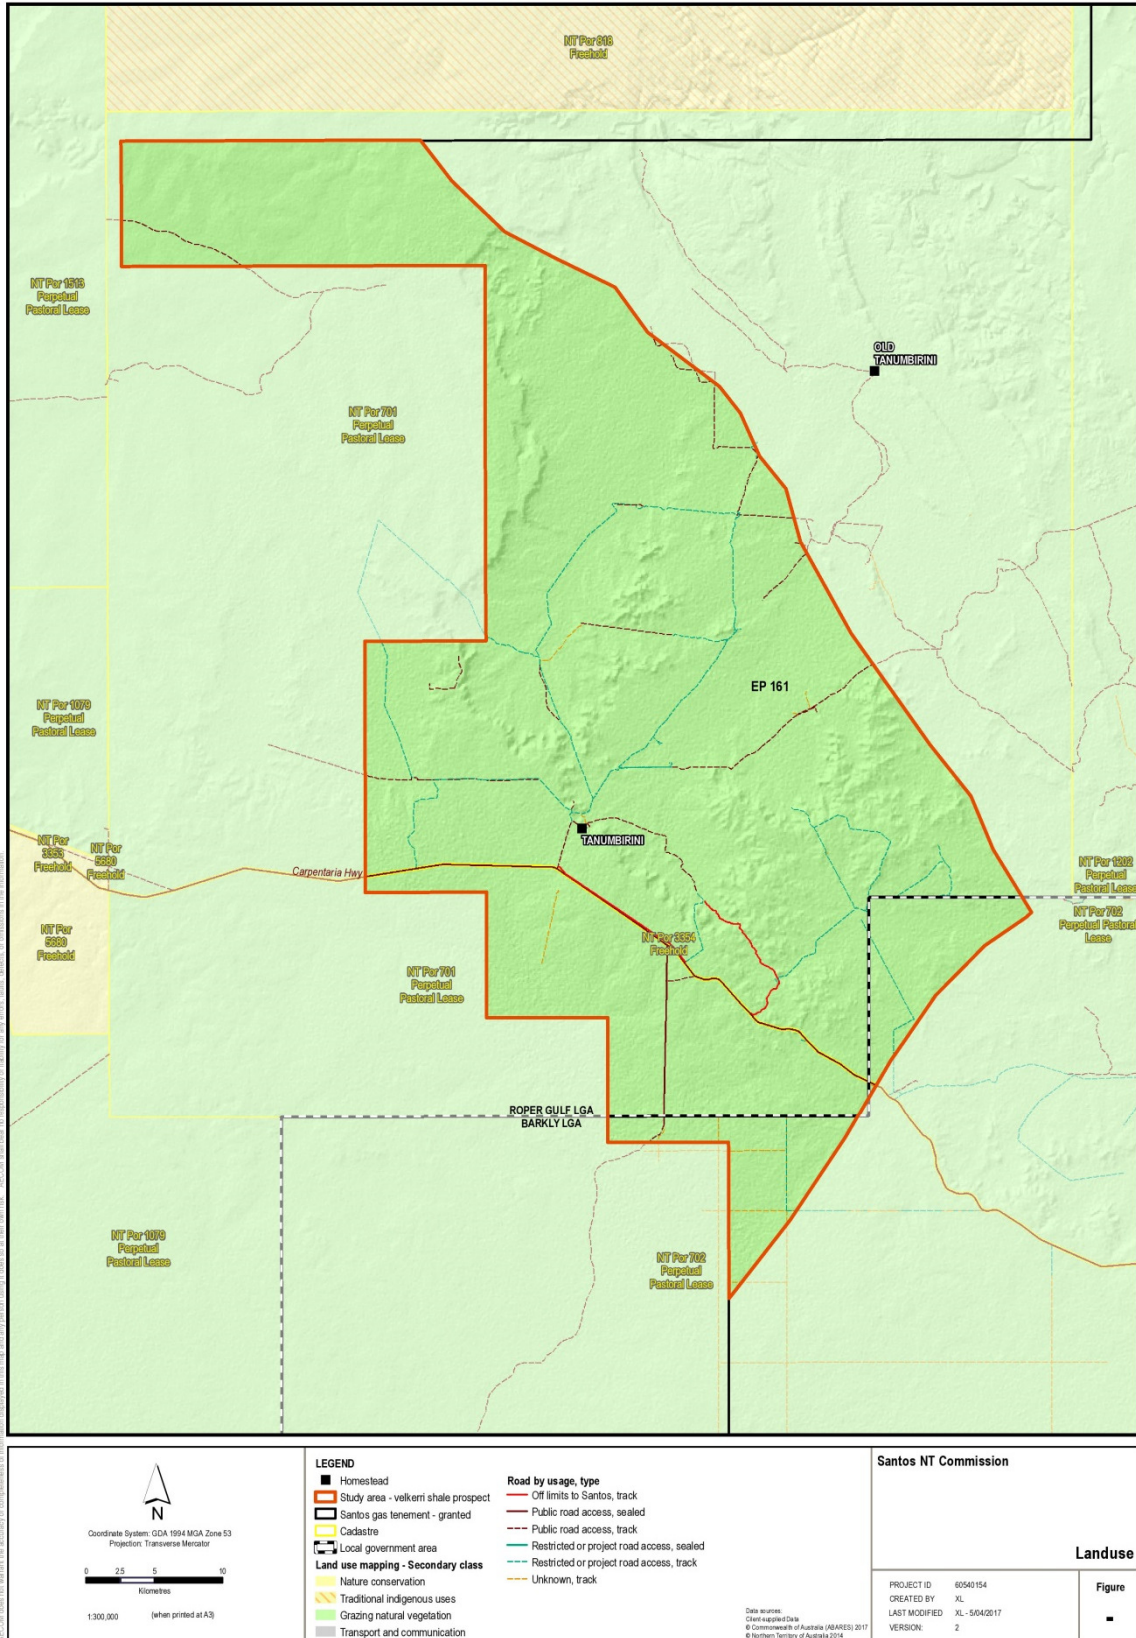 NT Por 818
Freehold
NT Por 1513
Perpetual
Pastoral Lease
OLD
TANUMBIRINI
NT Por 701
Perpetual
Pastoral Lease
EP 161
NT Por 1079
Perpetual
Pastoral Lease
TANUMBIRINI
NT Por
3353
Freehold
NT Por
5680
Freehold
Carpentaria Hwy
NT Por 1202
Perpetual
Pastoral Lease
NT Por 702
Perpetual Pastoral
Lease
NT Por
5680
Freehold
NT Por 3354
Freehold
NT Por 701
Perpetual
Pastoral Lease
ROPER GULF LGA
BARKLY LGA
NT Por 1079
Perpetual
Pastoral Lease
NT Por 702
Perpetual
Pastoral Lease
N
Coordinate System: GDA 1994 MGA Zone 53
Projection: Transverse Mercator
0 2.5 5 10
Kilometres
1:300,000 (when printed at A3)
LEGEND
Homestead
Study area - velkerri shale prospect
Santos gas tenement - granted
Cadastre
Local government area
Land use mapping - Secondary class
Nature conservation
Traditional indigenous uses
Grazing natural vegetation
Transport and communication
Road by usage, type
Off limits to Santos, track
Public road access, sealed
Public road access, track
Restricted or project road access, sealed
Restricted or project road access, track
Unknown, track
Data sources:
Client-supplied Data
© Commonwealth of Australia (ABARES) 2017
© Northern Territory of Australia 2014
Santos NT Commission
Landuse
PROJECT ID 60540154
CREATED BY XL
LAST MODIFIED XL - 5/04/2017
VERSION: 2
Figure
-